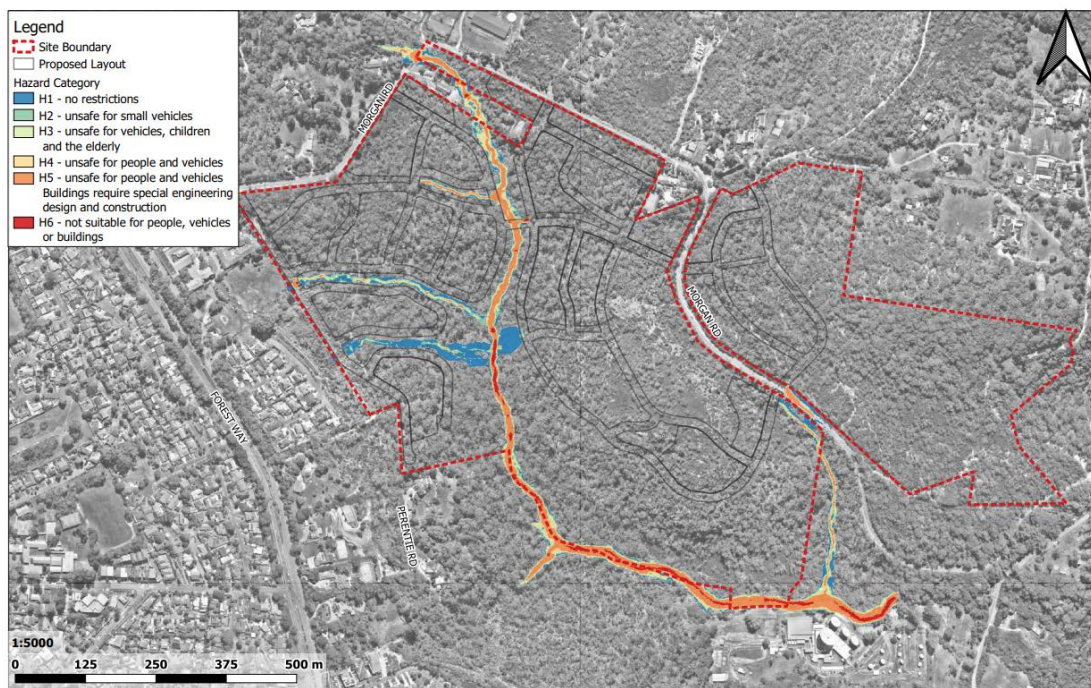 Legend
Site Boundary
Proposed Layout
Hazard Category
H1 - no restrictions
H2 - unsafe for small vehicles
H3 - unsafe for vehicles, children
and the elderly
H4 - unsafe for people and vehicles
H5 - unsafe for people and vehicles
Buildings require special engineering
design and construction
H6 - not suitable for people, vehicles
or buildings
MORGAN RD
MORGAN RD
FOREST WAY
PERENTIE RD
1:5000
0 125 250 375 500 m